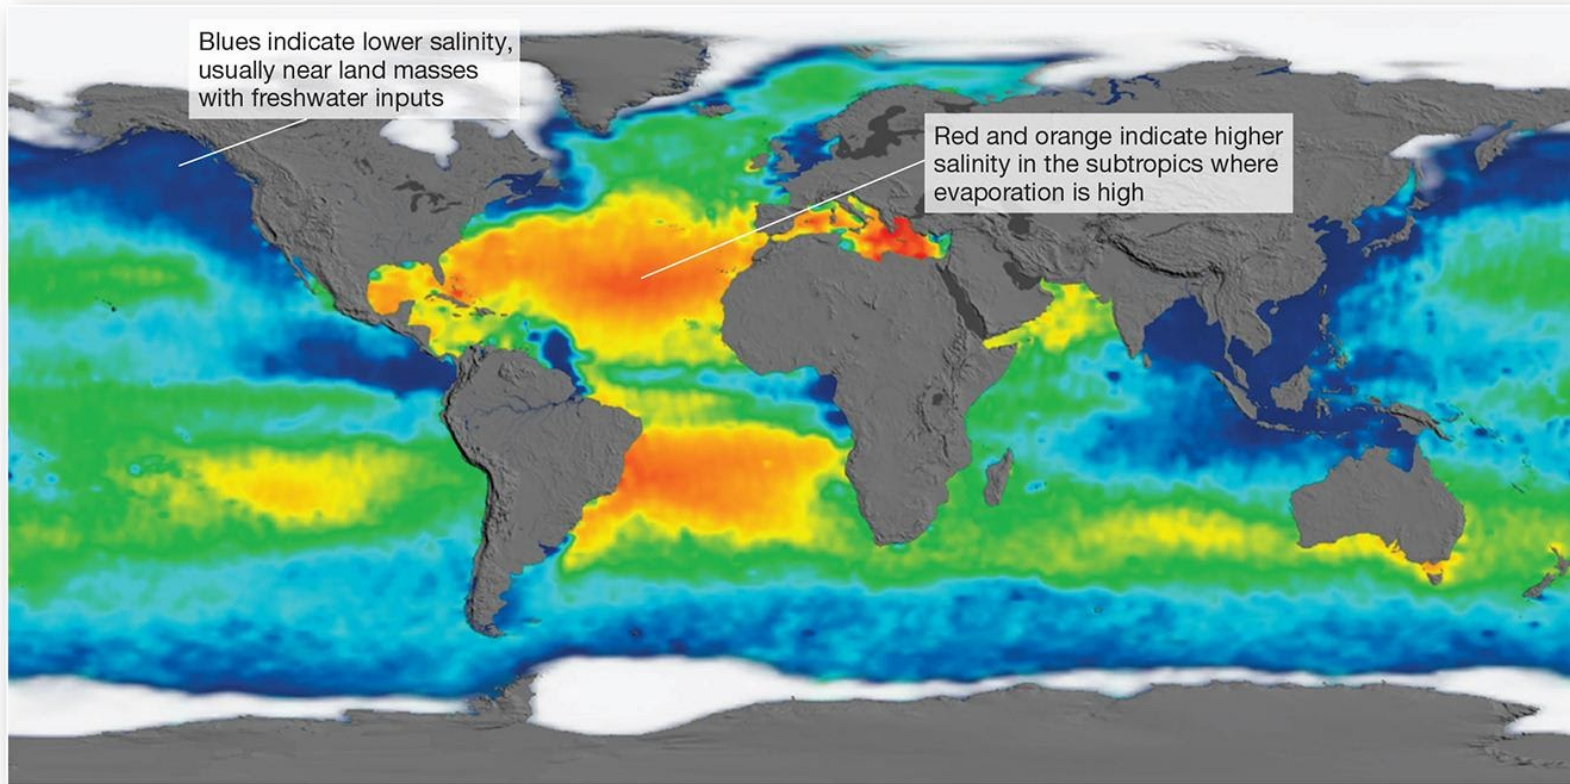 Blues indicate lower salinity,
usually near land masses
with freshwater inputs
Red and orange indicate higher
salinity in the subtropics where
evaporation is high